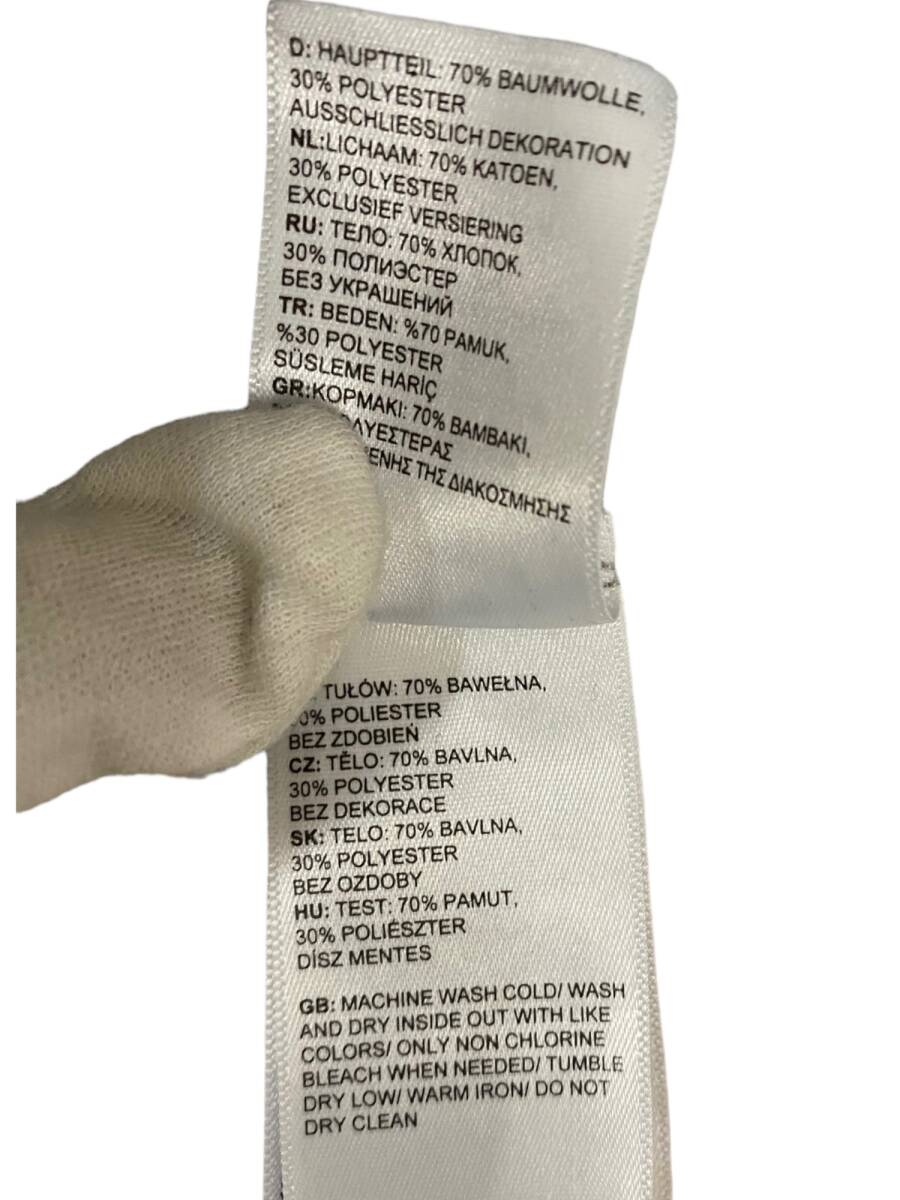 D: HAUPTTEIL: 70% BAUMWOLLE,
30% POLYESTER
AUSSCHLIESSLICH DEKORATION
NL:LICHAAM: 70% KATOEN,
30% POLYESTER
EXCLUSIEF VERSIERING
RU: ТЕЛО: 70% ХЛОПОК,
30% ПОЛИЭСТЕР
БЕЗ УКРАШЕНИЙ
TR: BEDEN: %70 PAMUK,
%30 POLYESTER
SÜSLEME HARİÇ
GR:ΚΟΡΜΑΚΙ: 70% ΒΑΜΒΑΚΙ,
ΤΗΣ ΔΙΑΚΟΣΜΗΣΗΣ
TUŁÓW: 70% BAWEŁNA,
POLIESTER
BEZ ZDOBIEŃ
CZ: TĚLO: 70% BAVLNA,
30% POLYESTER
BEZ DEKORACE
SK: TELO: 70% BAVLNA,
30% POLYESTER
BEZ OZDOBY
HU: TEST: 70% PAMUT,
30% POLIÉSZTER
DÍSZ MENTES
GB: MACHINE WASH COLD/ WASH
AND DRY INSIDE OUT WITH LIKE
COLORS/ ONLY NON CHLORINE
BLEACH WHEN NEEDED/ TUMBLE
DRY LOW/ WARM IRON/ DO NOT
DRY CLEAN